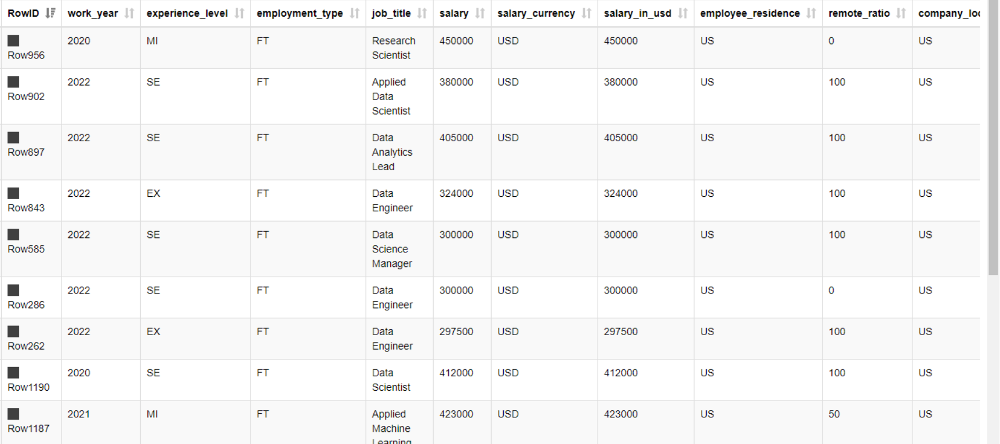 RowID work_year experience_level employment_type job_title salary salary_currency salary_in_usd employee_residence remote_ratio company_loc
Row956 2020 MI FT Research Scientist 450000 USD 450000 US 0 US
Row902 2022 SE FT Applied Data Scientist 380000 USD 380000 US 100 US
Row897 2022 SE FT Data Analytics Lead 405000 USD 405000 US 100 US
Row843 2022 EX FT Data Engineer 324000 USD 324000 US 100 US
Row585 2022 SE FT Data Science Manager 300000 USD 300000 US 100 US
Row286 2022 SE FT Data Engineer 300000 USD 300000 US 0 US
Row262 2022 EX FT Data Engineer 297500 USD 297500 US 100 US
Row1190 2020 SE FT Data Scientist 412000 USD 412000 US 100 US
Row1187 2021 MI FT Applied Machine Learning 423000 USD 423000 US 50 US